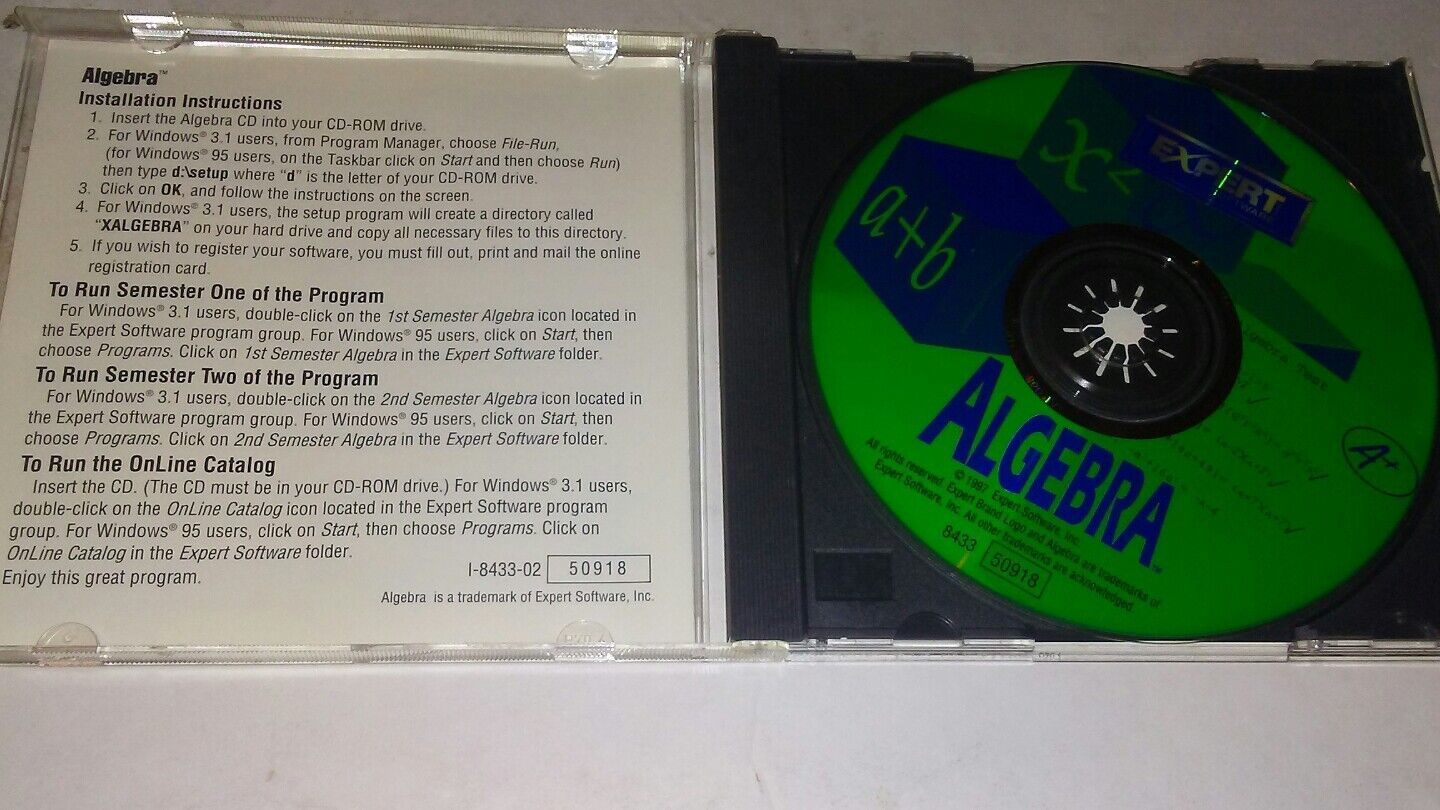 Algebra™
Installation Instructions
1. Insert the Algebra CD into your CD-ROM drive.
2. For Windows® 3.1 users, from Program Manager, choose File-Run,
(for Windows® 95 users, on the Taskbar click on Start and then choose Run)
then type d:\setup where "d" is the letter of your CD-ROM drive.
3. Click on OK, and follow the instructions on the screen.
4. For Windows® 3.1 users, the setup program will create a directory called
"XALGEBRA" on your hard drive and copy all necessary files to this directory.
5. If you wish to register your software, you must fill out, print and mail the online
registration card.
To Run Semester One of the Program
For Windows® 3.1 users, double-click on the 1st Semester Algebra icon located in
the Expert Software program group. For Windows® 95 users, click on Start, then
choose Programs. Click on 1st Semester Algebra in the Expert Software folder.
To Run Semester Two of the Program
For Windows® 3.1 users, double-click on the 2nd Semester Algebra icon located in
the Expert Software program group. For Windows® 95 users, click on Start, then
choose Programs. Click on 2nd Semester Algebra in the Expert Software folder.
To Run the OnLine Catalog
Insert the CD. (The CD must be in your CD-ROM drive.) For Windows® 3.1 users,
double-click on the OnLine Catalog icon located in the Expert Software program
group. For Windows® 95 users, click on Start, then choose Programs. Click on
OnLine Catalog in the Expert Software folder.
Enjoy this great program.
I-8433-02 50918
Algebra is a trademark of Expert Software, Inc.
EXPERT
SOFTWARE
x<
a+b
Algebra Test
A+
ALGEBRA™
© 1997 Expert Software, Inc.
All rights reserved. Expert Brand Logo and Algebra are trademarks of
Expert Software, Inc. All other trademarks are acknowledged.
8433 50918